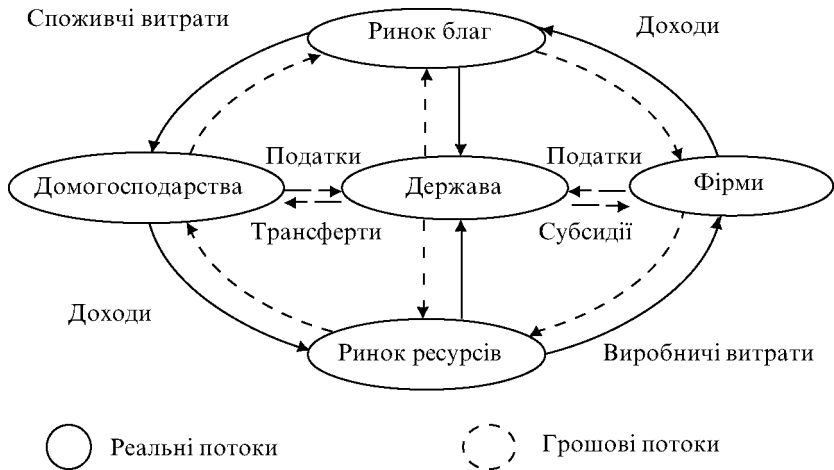 Споживчі витрати
Ринок благ
Доходи
Податки
Податки
Домогосподарства
Держава
Фірми
Трансферти
Субсидії
Доходи
Ринок ресурсів
Виробничі витрати
Реальні потоки
Грошові потоки